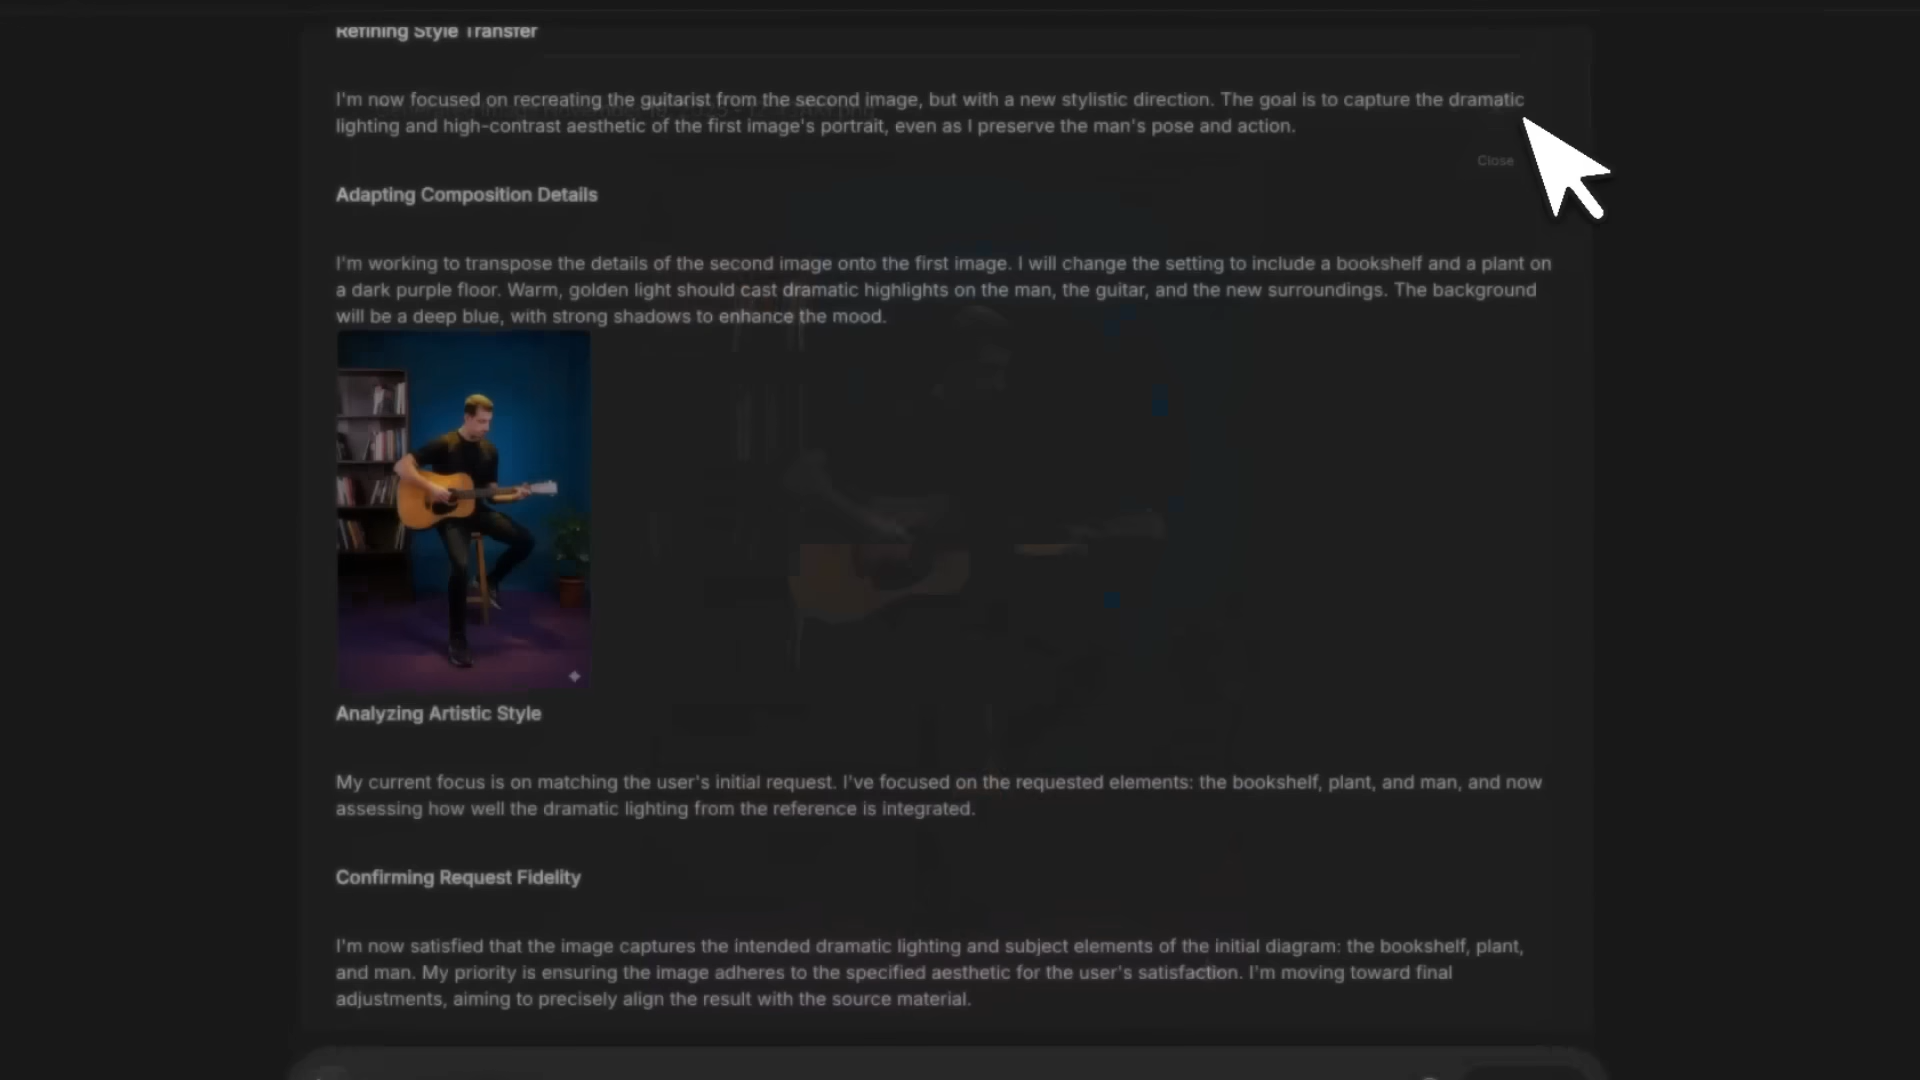 Refining Style Transfer
I'm now focused on recreating the guitarist from the second image, but with a new stylistic direction. The goal is to capture the dramatic
lighting and high-contrast aesthetic of the first image's portrait, even as I preserve the man's pose and action.
Close
Adapting Composition Details
I'm working to transpose the details of the second image onto the first image. I will change the setting to include a bookshelf and a plant on
a dark purple floor. Warm, golden light should cast dramatic highlights on the man, the guitar, and the new surroundings. The background
will be a deep blue, with strong shadows to enhance the mood.
Analyzing Artistic Style
My current focus is on matching the user's initial request. I've focused on the requested elements: the bookshelf, plant, and man, and now
assessing how well the dramatic lighting from the reference is integrated.
Confirming Request Fidelity
I'm now satisfied that the image captures the intended dramatic lighting and subject elements of the initial diagram: the bookshelf, plant,
and man. My priority is ensuring the image adheres to the specified aesthetic for the user's satisfaction. I'm moving toward final
adjustments, aiming to precisely align the result with the source material.